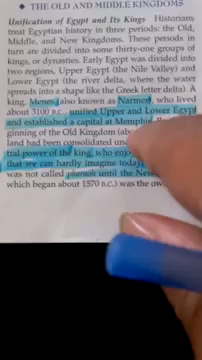 THE OLD AND MIDDLE KINGDOMS
Unification of Egypt and Its Kings Historians
treat Egyptian history in three periods: the Old,
Middle, and New Kingdoms. These periods in
turn are divided into some thirty-one groups of
kings, or dynasties. Early Egypt was divided into
two regions, Upper Egypt (the Nile Valley) and
Lower Egypt (the river delta, where the water
spreads into a shape like the Greek letter delta). A
king, Menes (also known as Narmer), who lived
about 3100 B.C., unified Upper and Lower Egypt
and established a capital at Memphis.
ginning of the Old Kingdom
land had been consolidated
tral power of the king, who
that we can hardly imagine today
was not called pharaoh until the New
which began about 1570 B.C.) was the